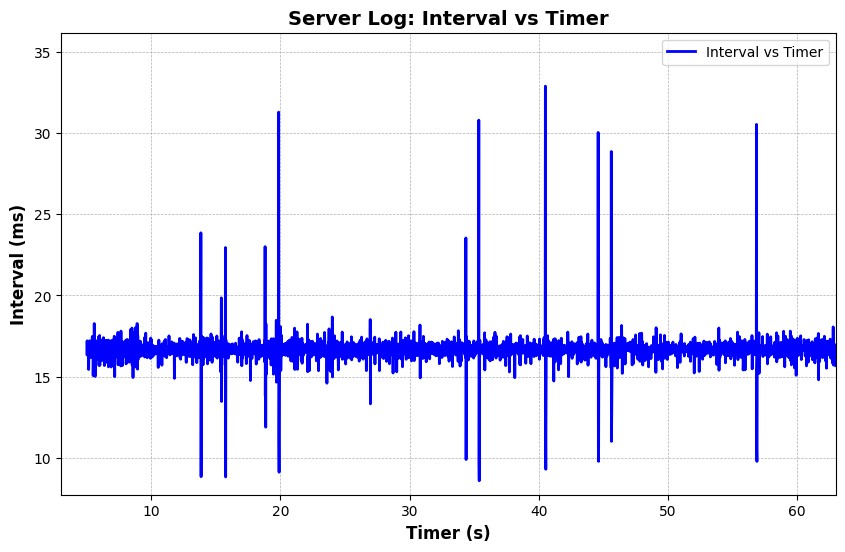 Server Log: Interval vs Timer
Interval vs Timer
35
30
25
20
15
10
Interval (ms)
10 20 30 40 50 60
Timer (s)